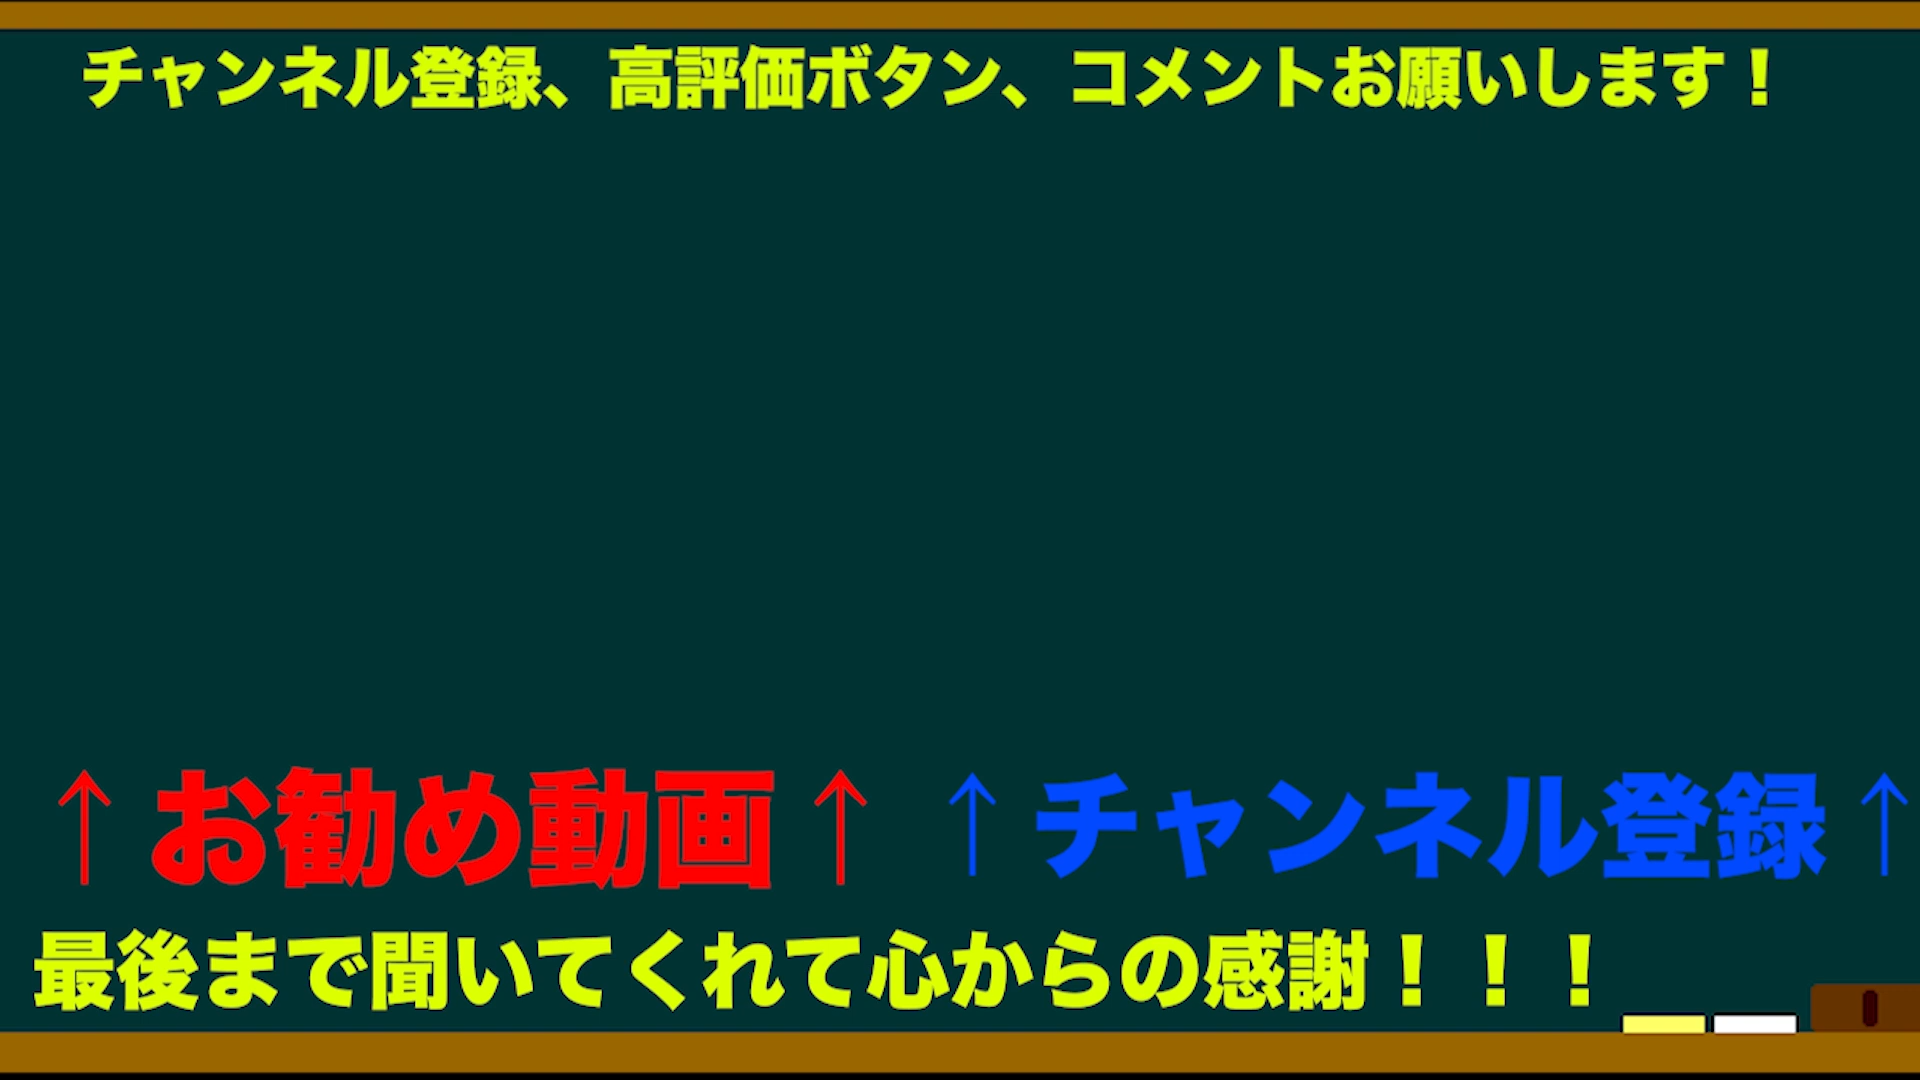 チャンネル登録、高評価ボタン、コメントお願いします！
↑お勧め動画↑ ↑チャンネル登録↑
最後まで聞いてくれて心からの感謝！！！